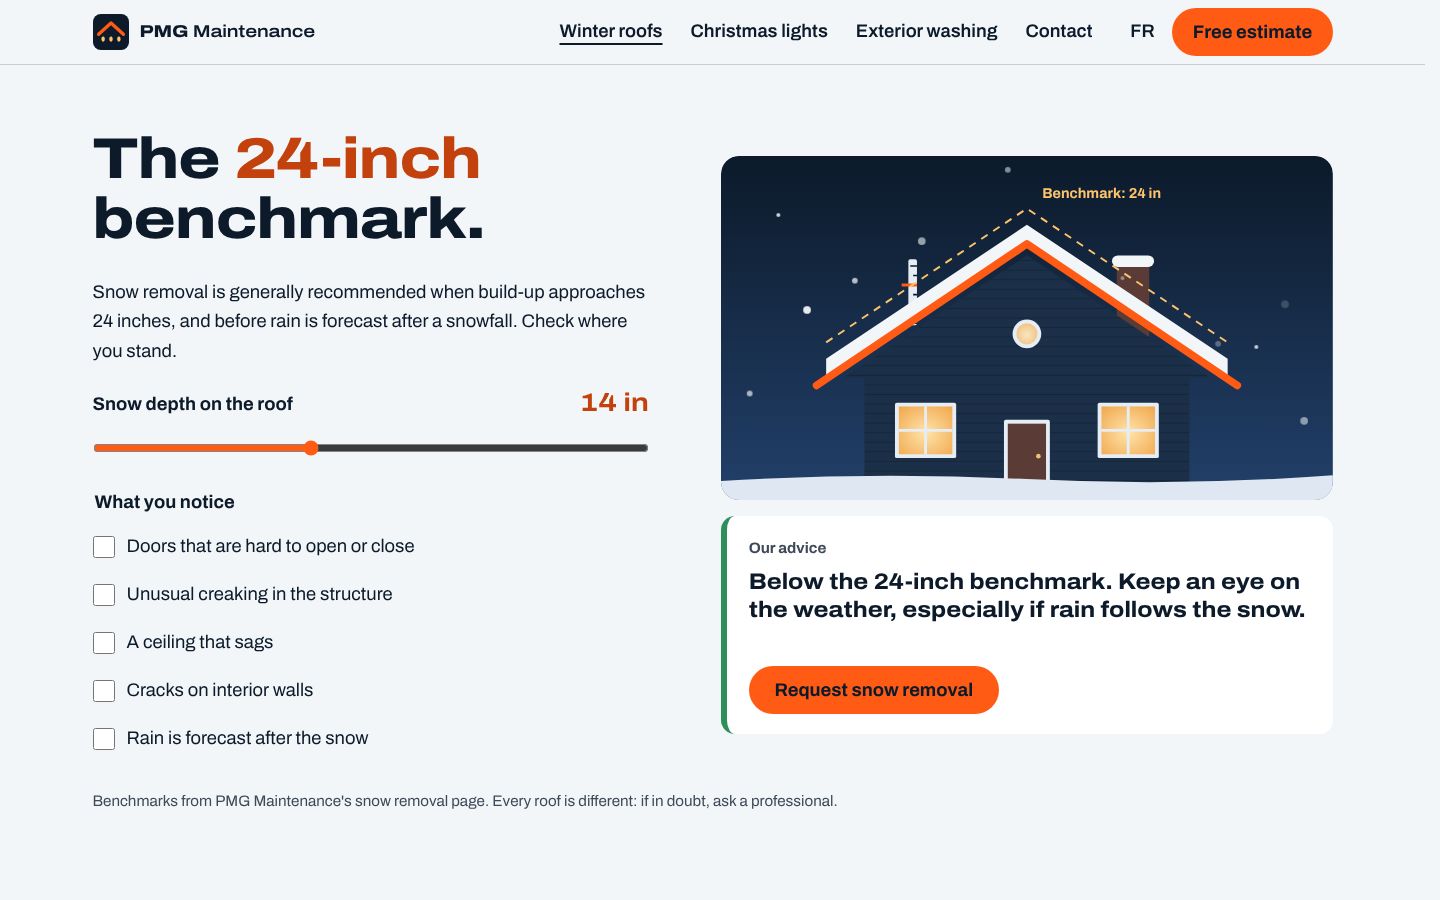 PMG Maintenance
Winter roofs
Christmas lights
Exterior washing
Contact
FR
Free estimate
The 24-inch
benchmark.
Snow removal is generally recommended when build-up approaches
24 inches, and before rain is forecast after a snowfall. Check where
you stand.
Snow depth on the roof
14 in
What you notice
Doors that are hard to open or close
Unusual creaking in the structure
A ceiling that sags
Cracks on interior walls
Rain is forecast after the snow
Benchmark: 24 in
Our advice
Below the 24-inch benchmark. Keep an eye on
the weather, especially if rain follows the snow.
Request snow removal
Benchmarks from PMG Maintenance's snow removal page. Every roof is different: if in doubt, ask a professional.